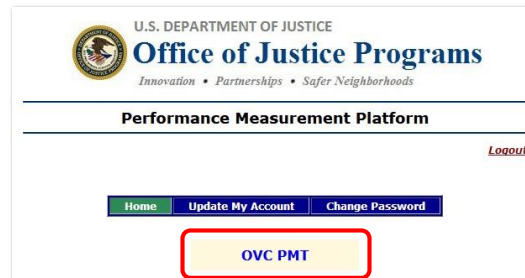 U.S. DEPARTMENT OF JUSTICE
Office of Justice Programs
Innovation • Partnerships • Safer Neighborhoods
Performance Measurement Platform
Logout
Home Update My Account Change Password
OVC PMT